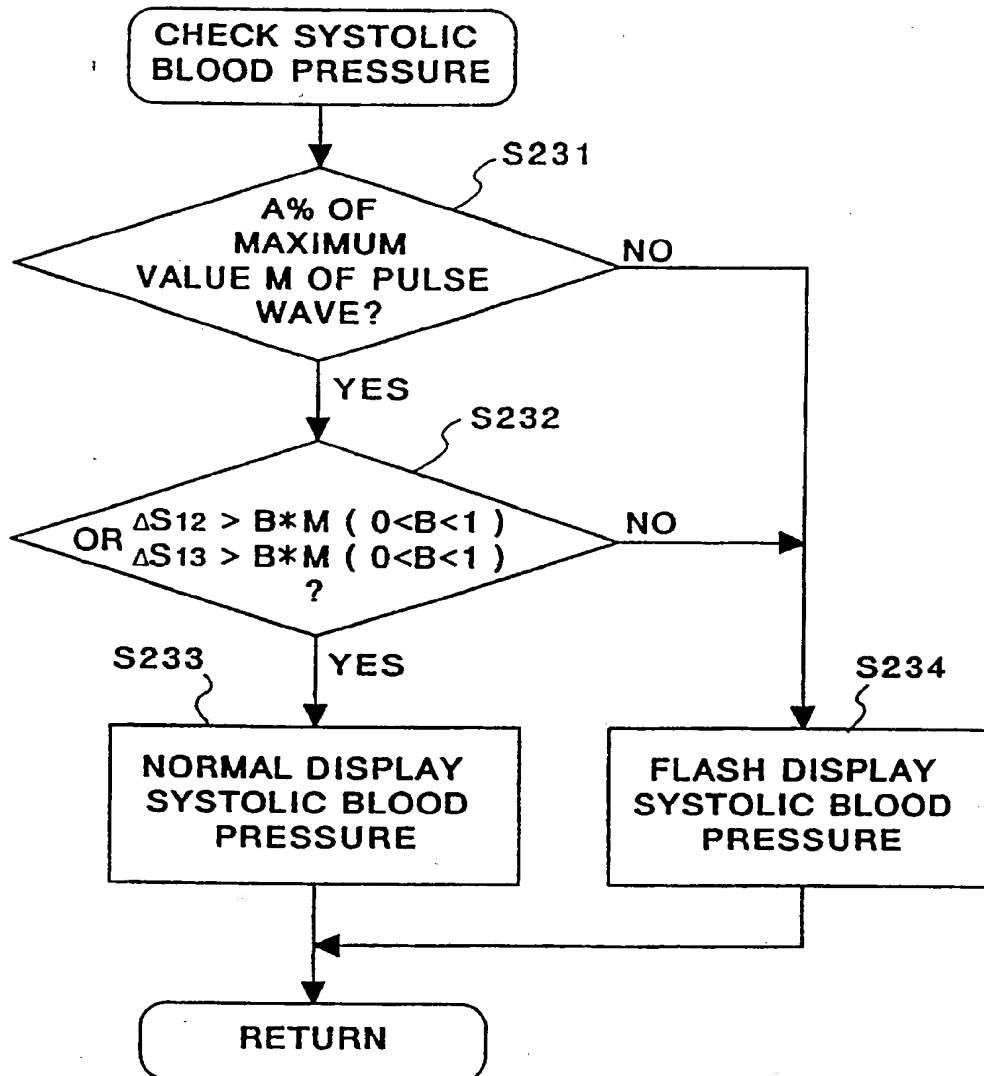 CHECK SYSTOLIC
BLOOD PRESSURE
S231
A% OF
MAXIMUM
VALUE M OF PULSE
WAVE?
NO
YES
S232
OR ΔS12 > B*M ( 0<B<1 )
ΔS13 > B*M ( 0<B<1 )
?
NO
YES
S233
NORMAL DISPLAY
SYSTOLIC BLOOD
PRESSURE
S234
FLASH DISPLAY
SYSTOLIC BLOOD
PRESSURE
RETURN